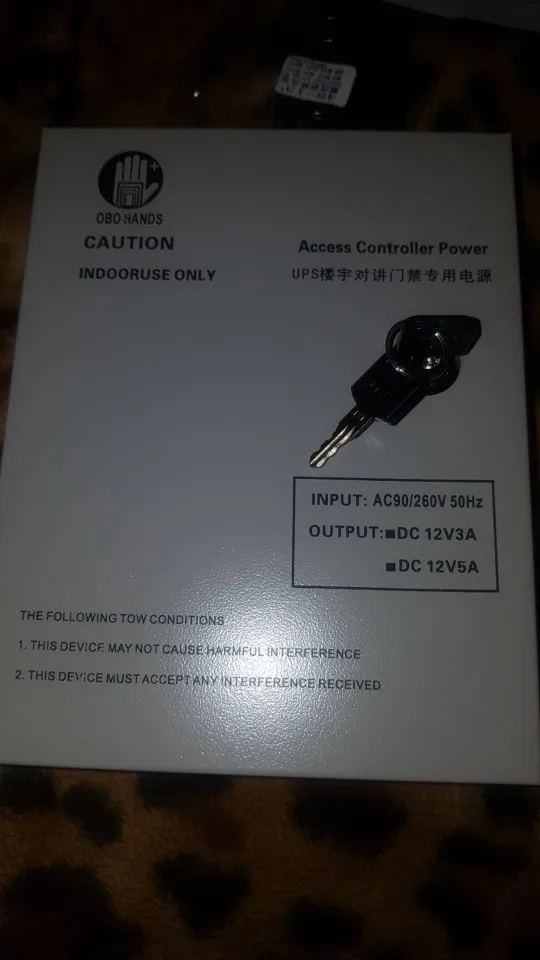 OBO HANDS
CAUTION
INDOORUSE ONLY
Access Controller Power
UPS楼宇对讲门禁专用电源
INPUT: AC90/260V 50Hz
OUTPUT:■DC 12V3A
■DC 12V5A
THE FOLLOWING TOW CONDITIONS
1. THIS DEVICE MAY NOT CAUSE HARMFUL INTERFERENCE
2. THIS DEVICE MUST ACCEPT ANY INTERFERENCE RECEIVED